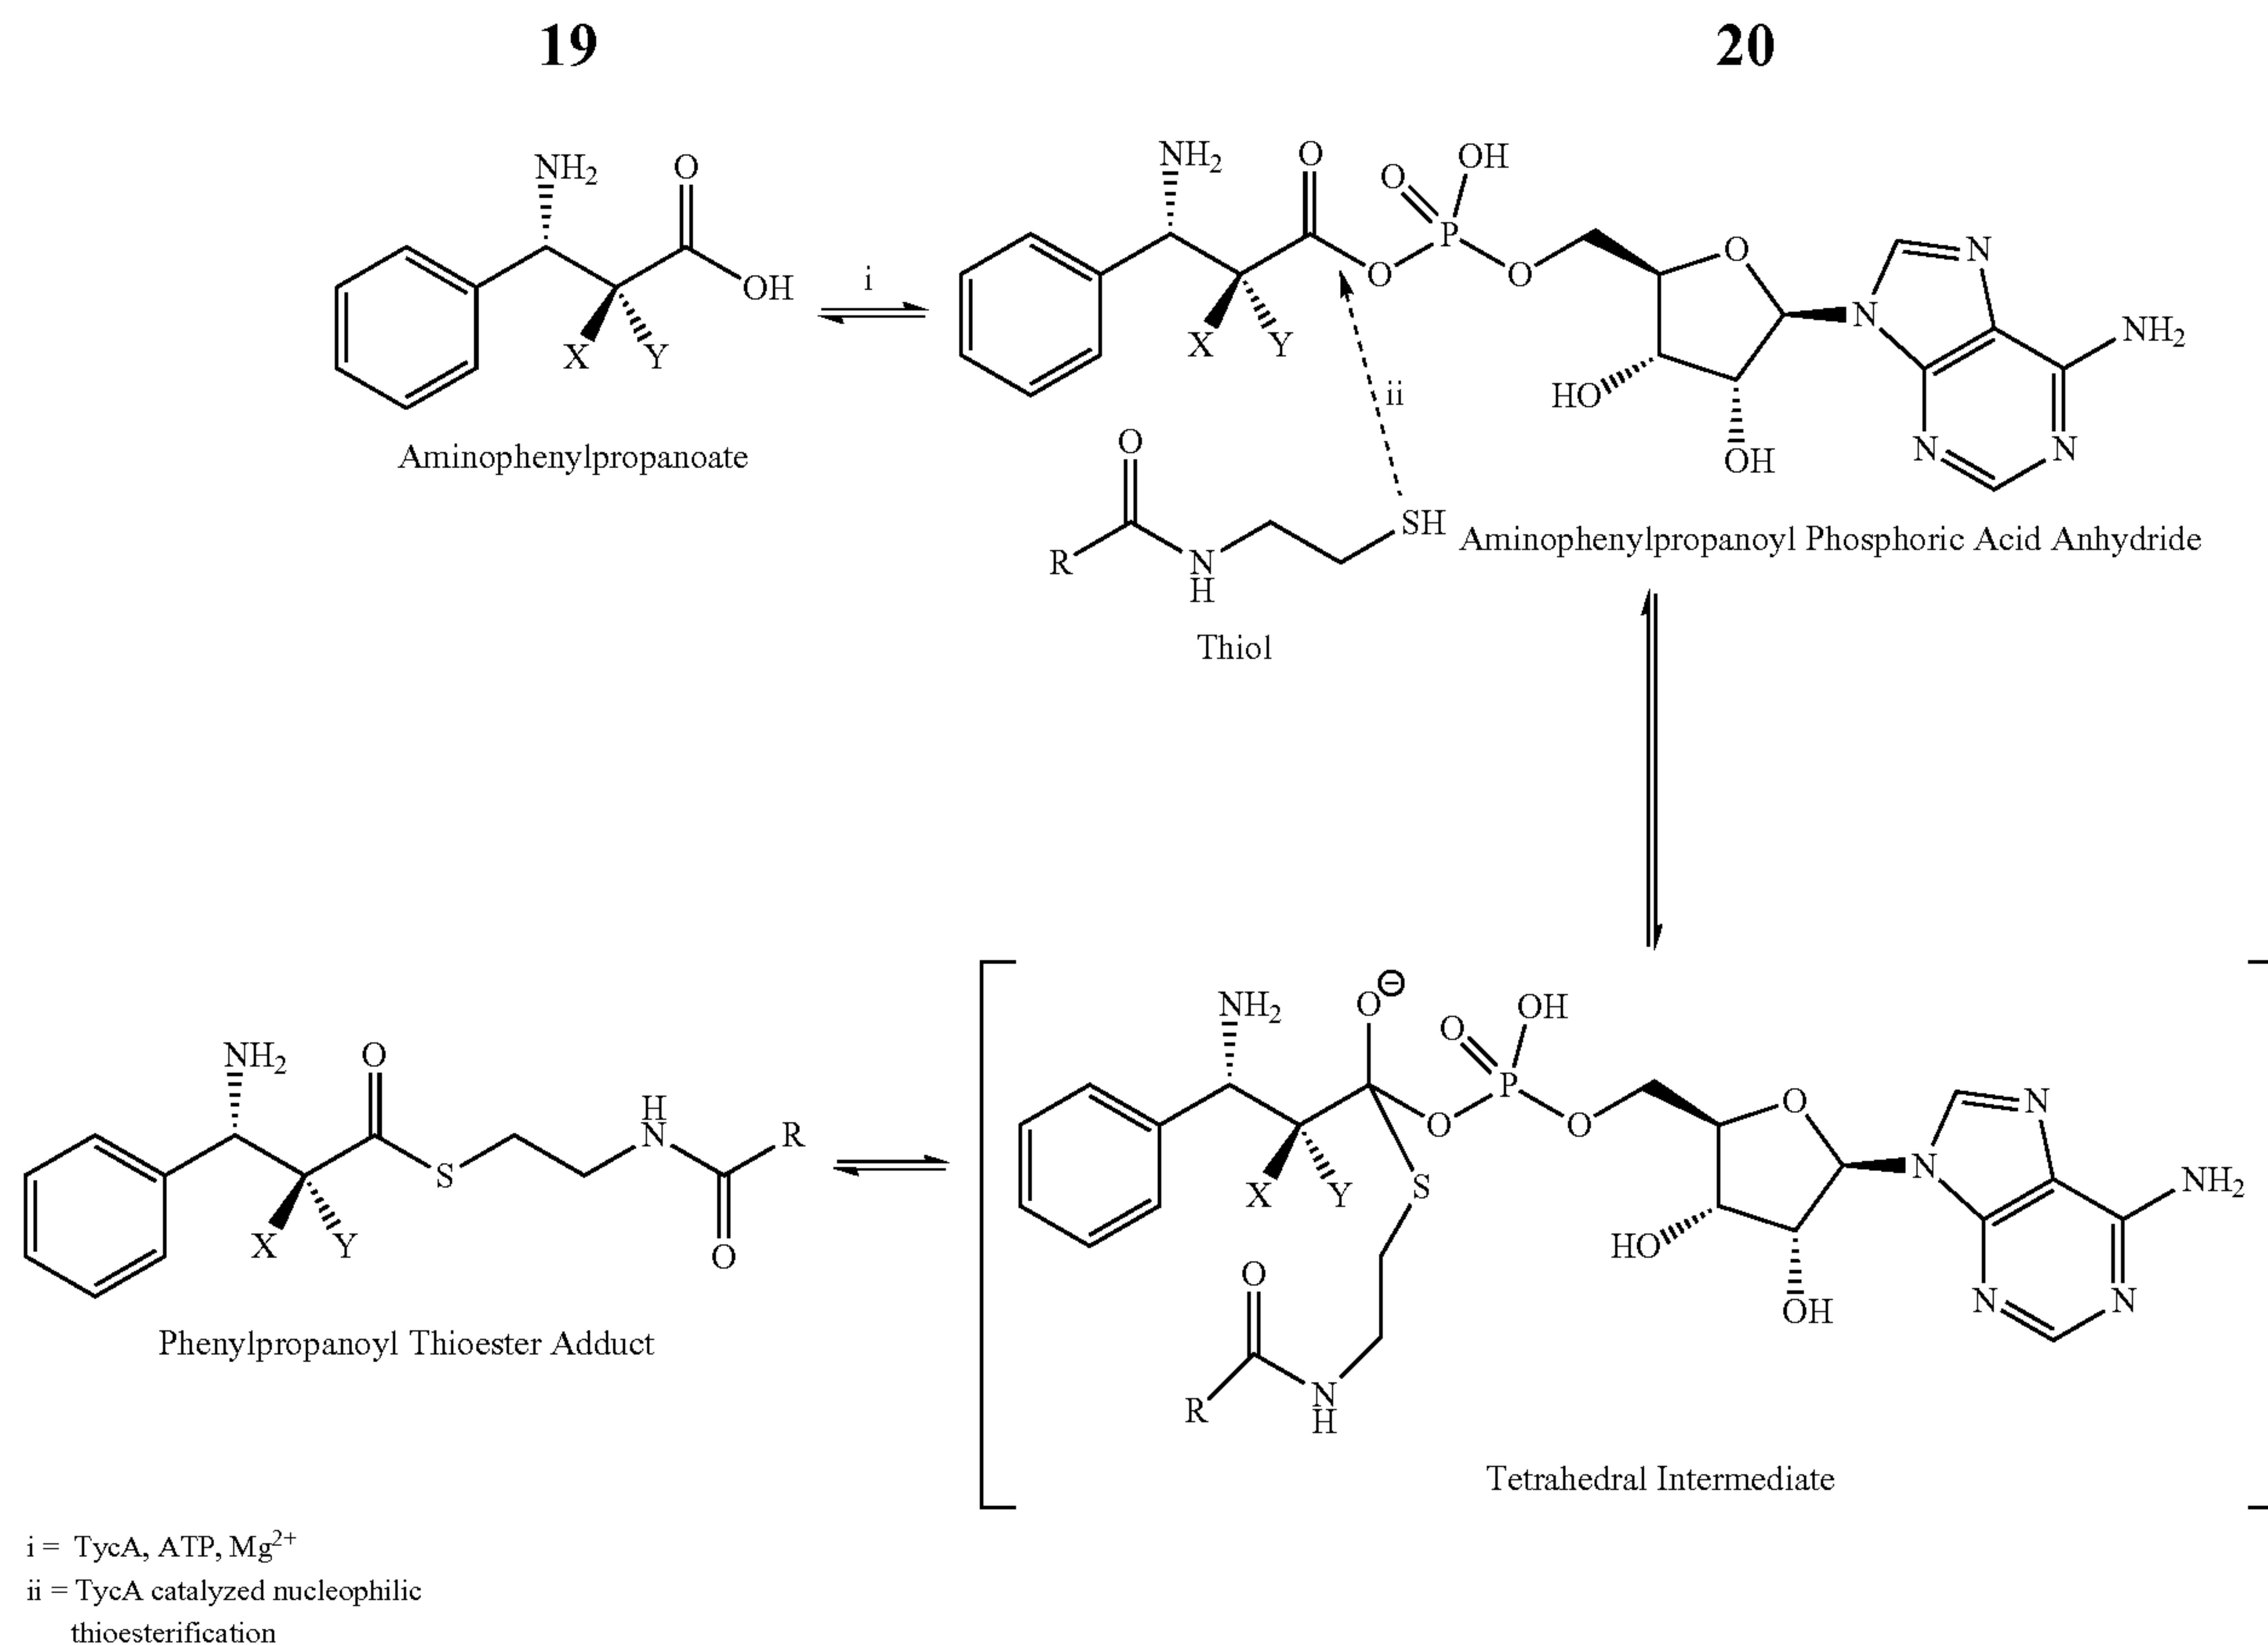 19
20
NH2 O OH X Y
Aminophenylpropanoate
i
NH2 O X Y O O P OH O O HO OH N N NH2 N N
ii
O R N H SH
Thiol
Aminophenylpropanoyl Phosphoric Acid Anhydride
NH2 O X Y S H N O R
Phenylpropanoyl Thioester Adduct
NH2 O⊖ X Y O O P OH O O HO OH N N NH2 N N S O R N H
Tetrahedral Intermediate
i = TycA, ATP, Mg2+
ii = TycA catalyzed nucleophilic
thioesterification